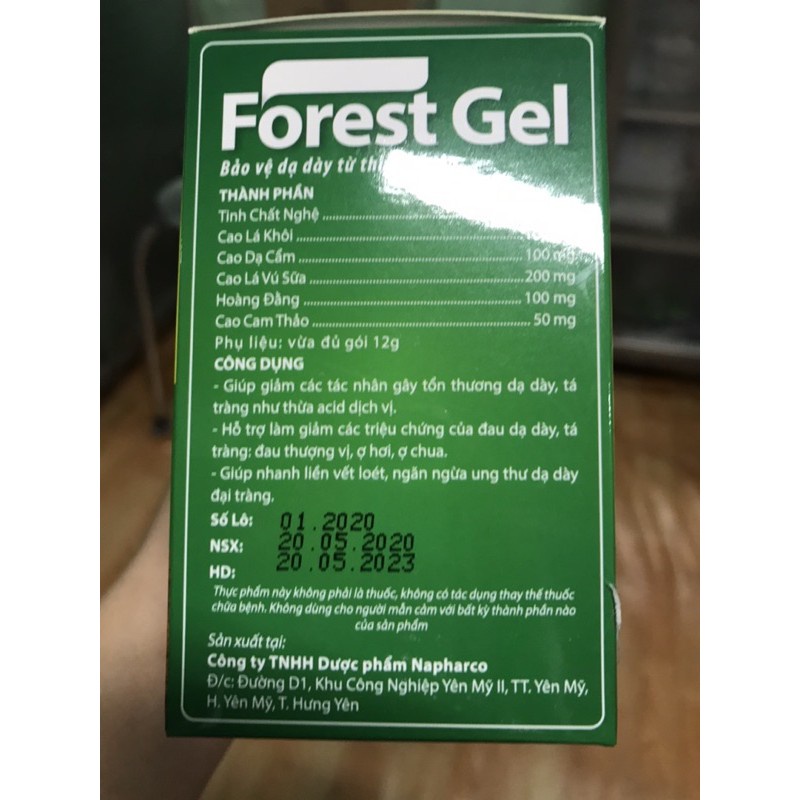 Forest Gel
Bảo vệ dạ dày từ
THÀNH PHẦN
Tinh Chất Nghệ
Cao Lá Khôi
Cao Dạ Cẩm 100 mg
Cao Lá Vú Sữa 200 mg
Hoàng Đằng 100 mg
Cao Cam Thảo 50 mg
Phụ liệu: vừa đủ gói 12g
CÔNG DỤNG
- Giúp giảm các tác nhân gây tổn thương dạ dày, tá
tràng như thừa acid dịch vị.
- Hỗ trợ làm giảm các triệu chứng của đau dạ dày, tá
tràng: đau thượng vị, ợ hơi, ợ chua.
- Giúp nhanh liền vết loét, ngăn ngừa ung thư dạ dày
đại tràng.
Số Lô: 01.2020
NSX: 20.05.2020
HD: 20.05.2023
Thực phẩm này không phải là thuốc, không có tác dụng thay thế thuốc
chữa bệnh. Không dùng cho người mẫn cảm với bất kỳ thành phần nào
của sản phẩm
Sản xuất tại:
Công ty TNHH Dược phẩm Napharco
Đ/c: Đường D1, Khu Công Nghiệp Yên Mỹ II, TT. Yên Mỹ,
H. Yên Mỹ, T. Hưng Yên